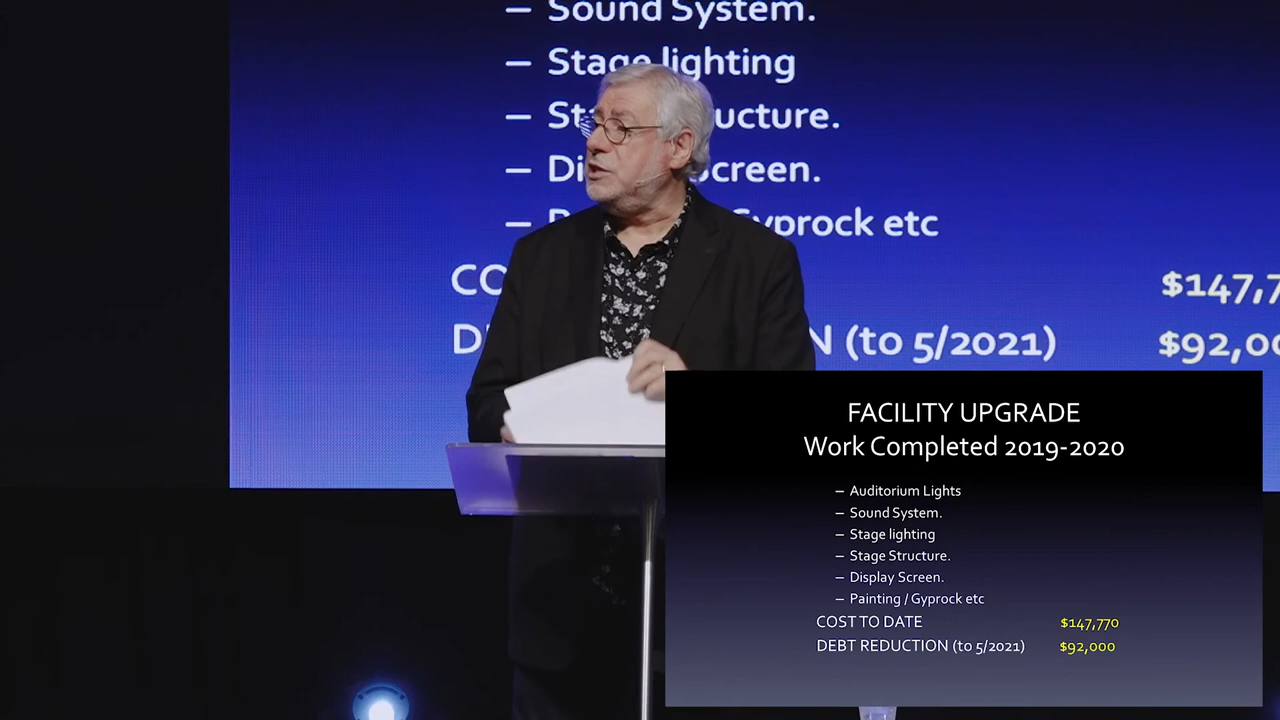 – Sound System.
– Stage lighting
– ucture.
– creen.
– Gyprock etc
$147,7
N (to 5/2021)
$92,00
FACILITY UPGRADE
Work Completed 2019-2020
– Auditorium Lights
– Sound System.
– Stage lighting
– Stage Structure.
– Display Screen.
– Painting / Gyprock etc
COST TO DATE $147,770
DEBT REDUCTION (to 5/2021) $92,000